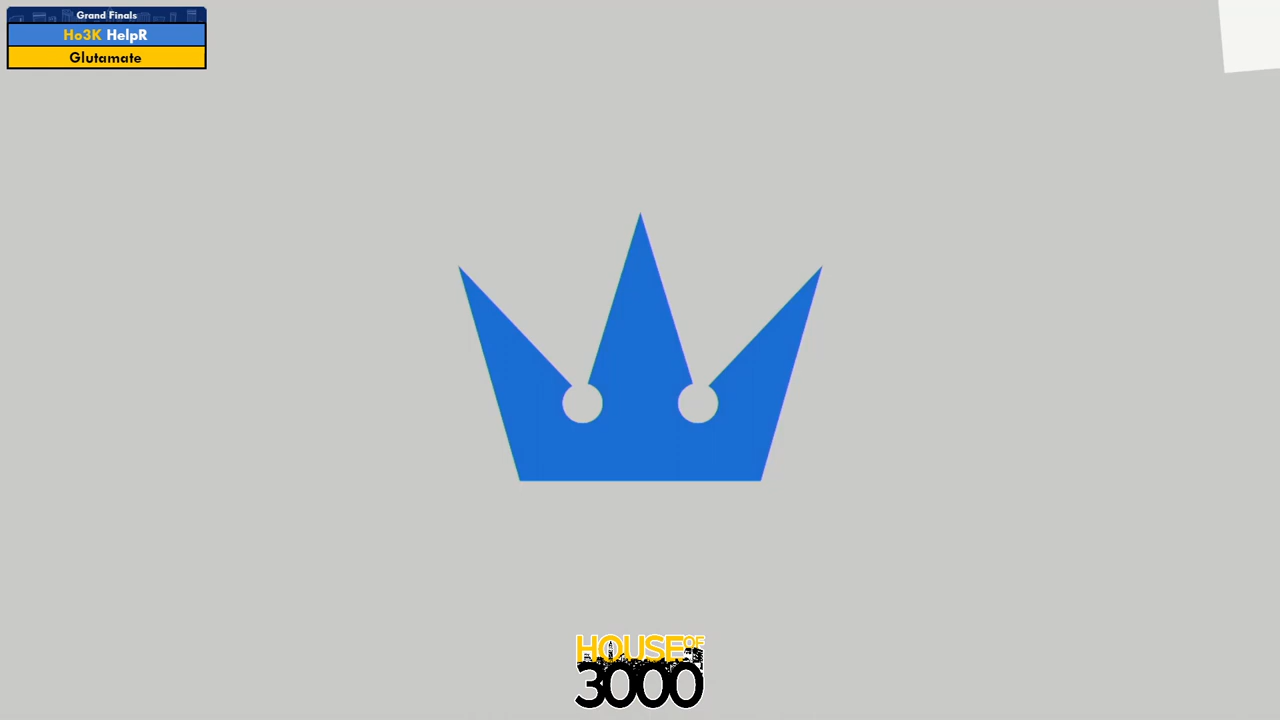 Grand Finals
Ho3K HelpR
Glutamate
HOUSE OF
3000